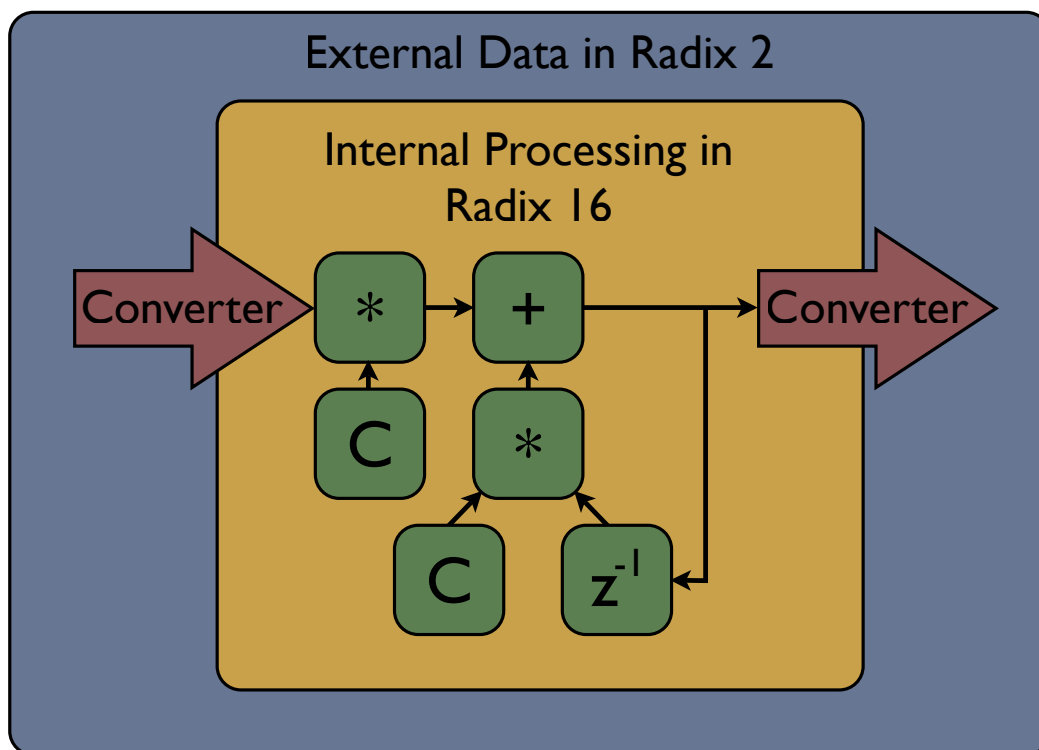 External Data in Radix 2
Internal Processing in
Radix 16
Converter
*
+
Converter
C
*
C
z⁻¹